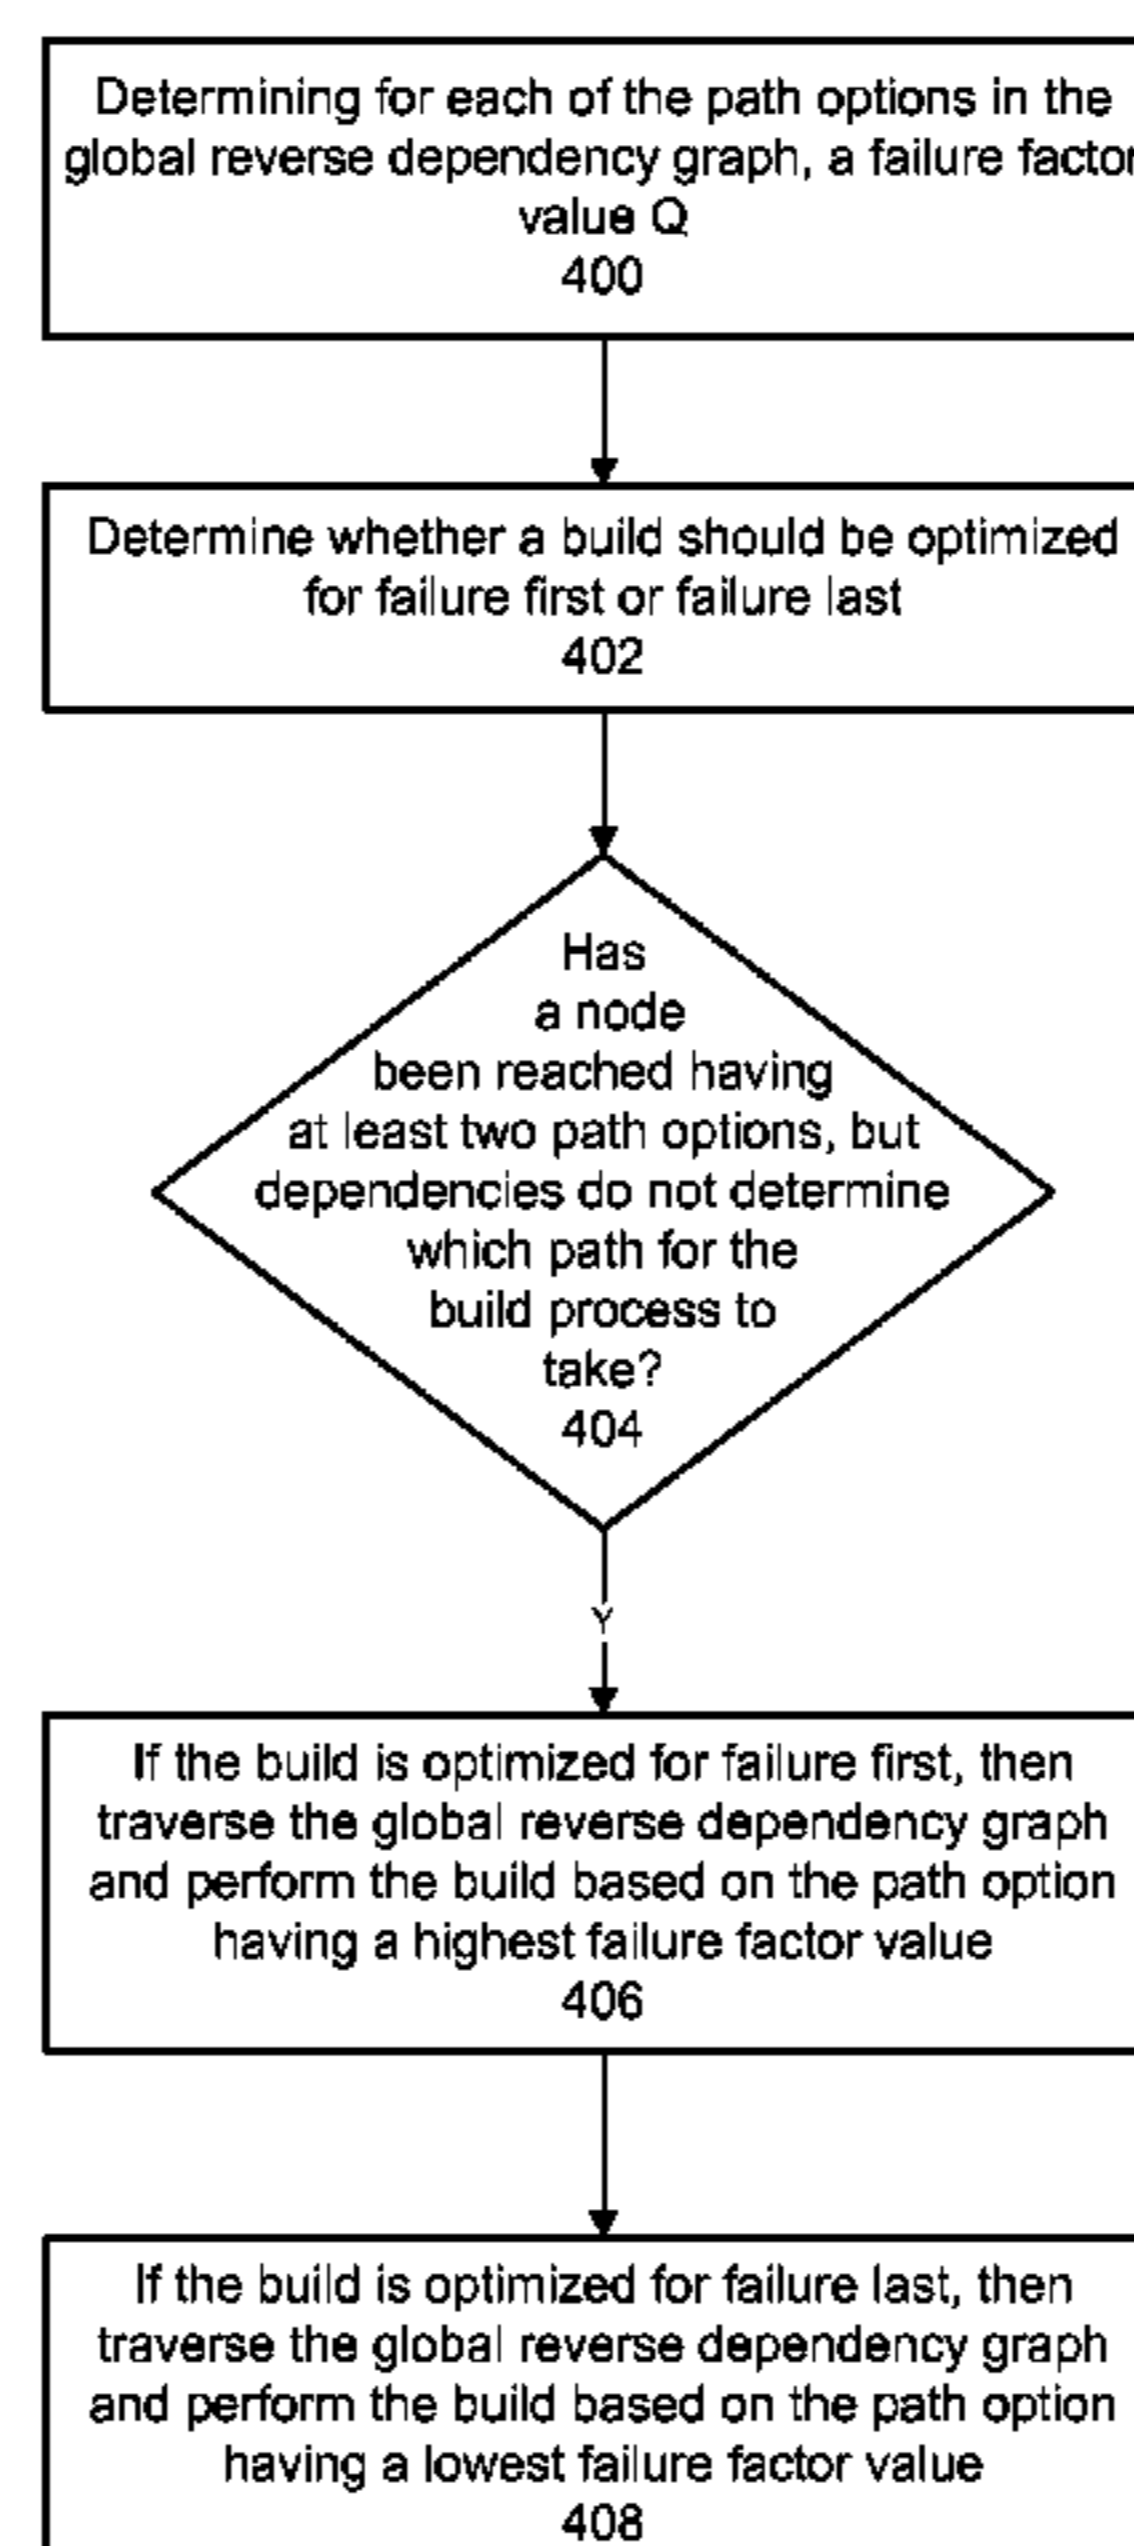 Determining for each of the path options in the
global reverse dependency graph, a failure factor
value Q
400
Determine whether a build should be optimized
for failure first or failure last
402
Has
a node
been reached having
at least two path options, but
dependencies do not determine
which path for the
build process to
take?
404
Y
If the build is optimized for failure first, then
traverse the global reverse dependency graph
and perform the build based on the path option
having a highest failure factor value
406
If the build is optimized for failure last, then
traverse the global reverse dependency graph
and perform the build based on the path option
having a lowest failure factor value
408